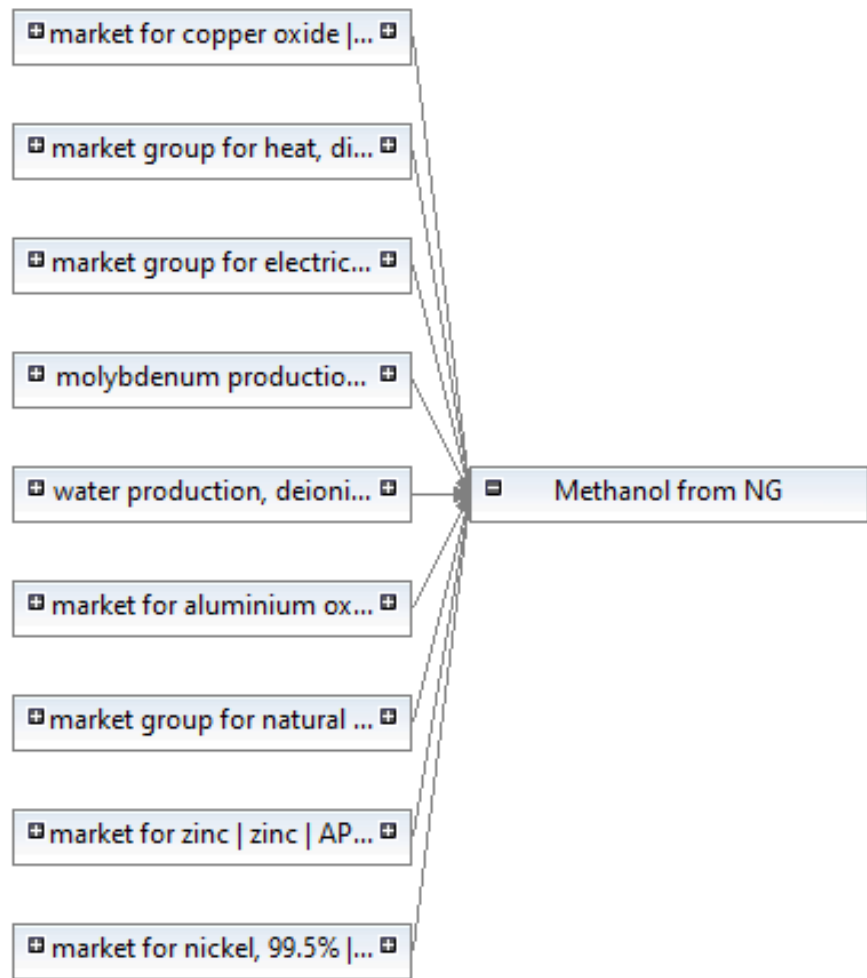 market for copper oxide |...
market group for heat, di...
market group for electric...
molybdenum productio...
water production, deioni...
Methanol from NG
market for aluminium ox...
market group for natural ...
market for zinc | zinc | AP...
market for nickel, 99.5% |...